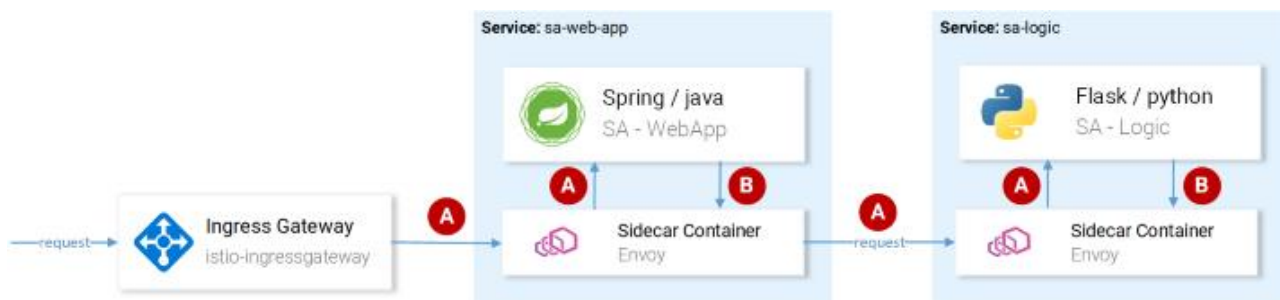 Service: sa-web-app
Service: sa-logic
Spring / java
SA - WebApp
Flask / python
SA - Logic
A
B
A
B
A
A
Ingress Gateway
istio-ingressgateway
Sidecar Container
Envoy
Sidecar Container
Envoy
request
request